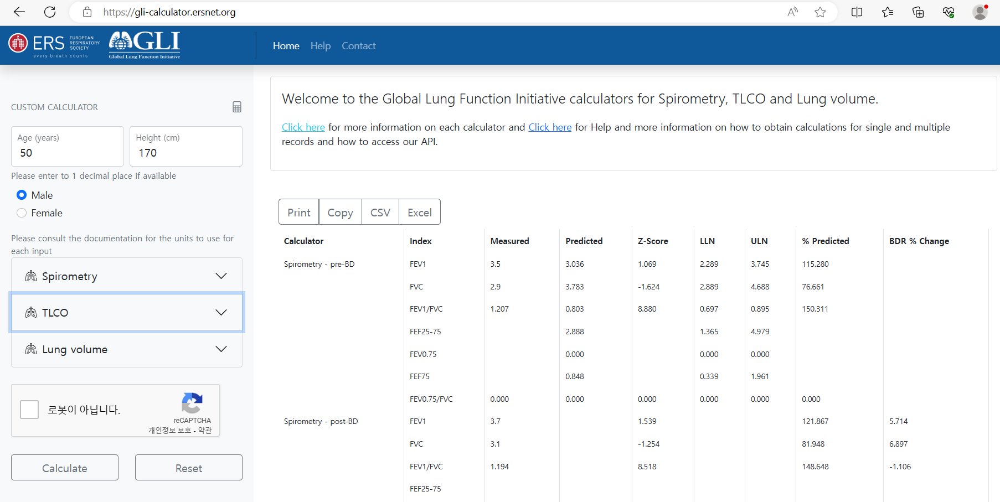 https://gli-calculator.ersnet.org
ERS EUROPEAN RESPIRATORY SOCIETY
every breath counts
GLI
Global Lung Function Initiative
Home Help Contact
CUSTOM CALCULATOR
Age (years) Height (cm)
50 170
Please enter to 1 decimal place if available
Male
Female
Please consult the documentation for the units to use for
each input
Spirometry
TLCO
Lung volume
로봇이 아닙니다.
reCAPTCHA
개인정보 보호 - 약관
Calculate Reset
Welcome to the Global Lung Function Initiative calculators for Spirometry, TLCO and Lung volume.
Click here for more information on each calculator and Click here for Help and more information on how to obtain calculations for single and multiple
records and how to access our API.
Print Copy CSV Excel
Calculator Index Measured Predicted Z-Score LLN ULN % Predicted BDR % Change
Spirometry - pre-BD FEV1 3.5 3.036 1.069 2.289 3.745 115.280
FVC 2.9 3.783 -1.624 2.889 4.688 76.661
FEV1/FVC 1.207 0.803 8.880 0.697 0.895 150.311
FEF25-75 2.888 1.365 4.979
FEV0.75 0.000 0.000 0.000
FEF75 0.848 0.339 1.961
FEV0.75/FVC 0.000 0.000 0.000 0.000 0.000 0.000
Spirometry - post-BD FEV1 3.7 1.539 121.867 5.714
FVC 3.1 -1.254 81.948 6.897
FEV1/FVC 1.194 8.518 148.648 -1.106
FEF25-75